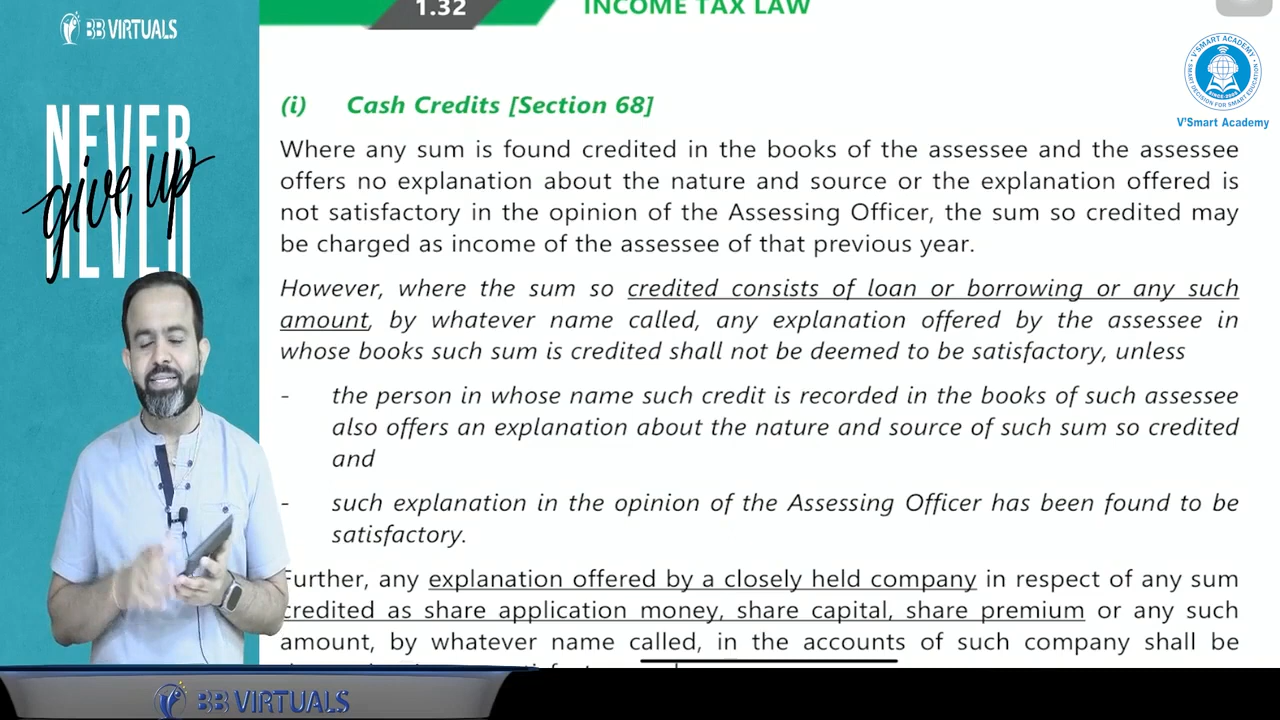 BB VIRTUALS
NEVER
give up
NEVER
1.32
INCOME TAX LAW
V'SMART ACADEMY
SMART DECISION FOR SMART EDUCATION
V'Smart Academy
(i) Cash Credits [Section 68]
Where any sum is found credited in the books of the assessee and the assessee
offers no explanation about the nature and source or the explanation offered is
not satisfactory in the opinion of the Assessing Officer, the sum so credited may
be charged as income of the assessee of that previous year.
However, where the sum so credited consists of loan or borrowing or any such
amount, by whatever name called, any explanation offered by the assessee in
whose books such sum is credited shall not be deemed to be satisfactory, unless
- the person in whose name such credit is recorded in the books of such assessee
also offers an explanation about the nature and source of such sum so credited
and
- such explanation in the opinion of the Assessing Officer has been found to be
satisfactory.
Further, any explanation offered by a closely held company in respect of any sum
credited as share application money, share capital, share premium or any such
amount, by whatever name called, in the accounts of such company shall be
BB VIRTUALS